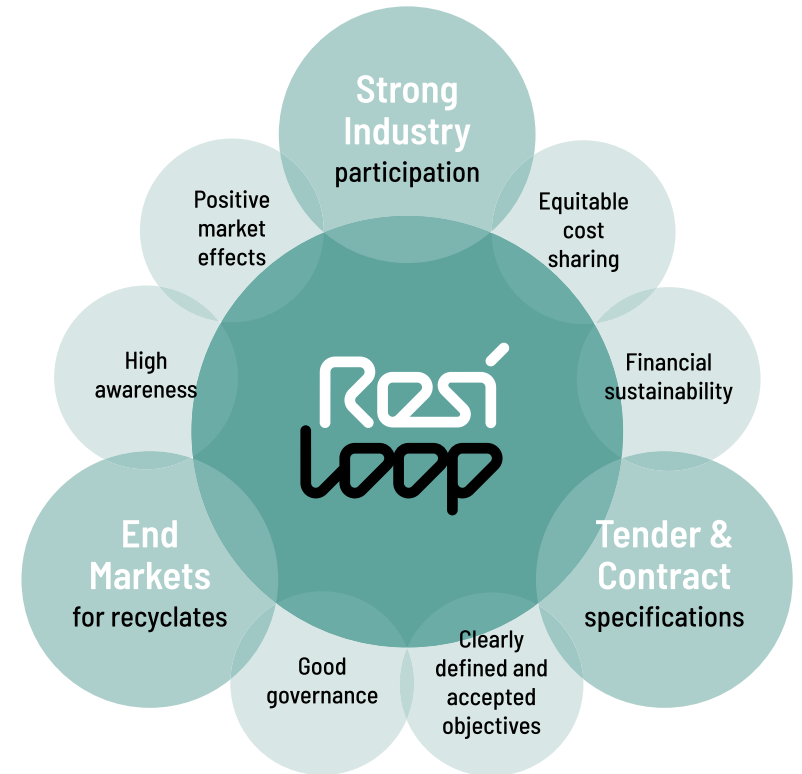 Strong
Industry
participation
Positive
market
effects
Equitable
cost
sharing
High
awareness
Financial
sustainability
Resi
loop
End
Markets
for recyclates
Tender &
Contract
specifications
Good
governance
Clearly
defined and
accepted
objectives